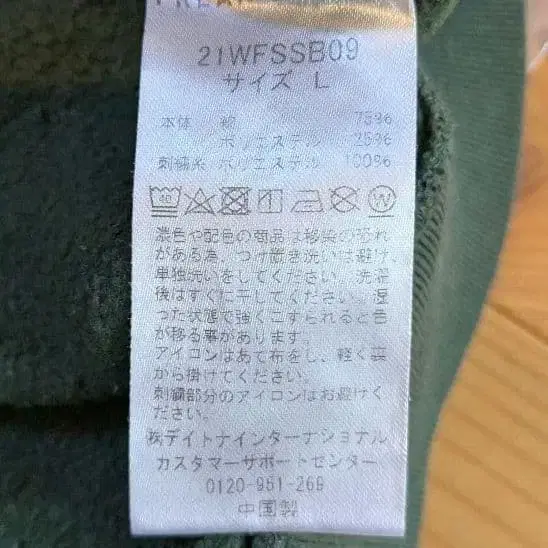 21WFSSB09
サイズ L
本体 綿 75%
ポリエステル 25%
刺繍糸 ポリエステル 100%
40
W
濃色や配色の商品は移染の恐れ
がある為、つけ置き洗いは避け、
単独洗いをしてください。洗濯
後はすぐに干してください。湿
った状態で強くこすられると色
が移る事があります。
アイロンはあて布をし、軽く裏
から掛けてください。
刺繍部分のアイロンはお避けくだ
さい。
㈱デイトナインターナショナル
カスタマーサポートセンター
0120-951-269
中国製